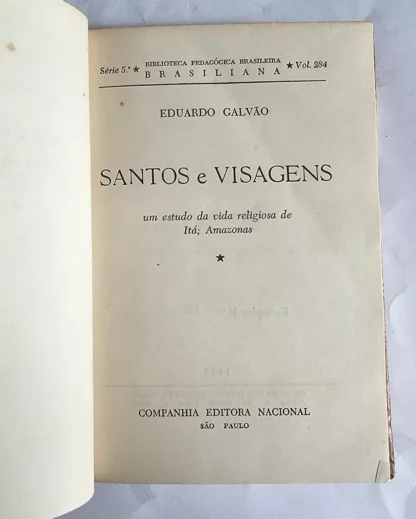 BIBLIOTECA PEDAGÓGICA BRASILEIRA
Série 5.ª ★ BRASILIANA ★ Vol. 284
EDUARDO GALVÃO
SANTOS e VISAGENS
um estudo da vida religiosa de
Itá; Amazonas
★
COMPANHIA EDITORA NACIONAL
SÃO PAULO